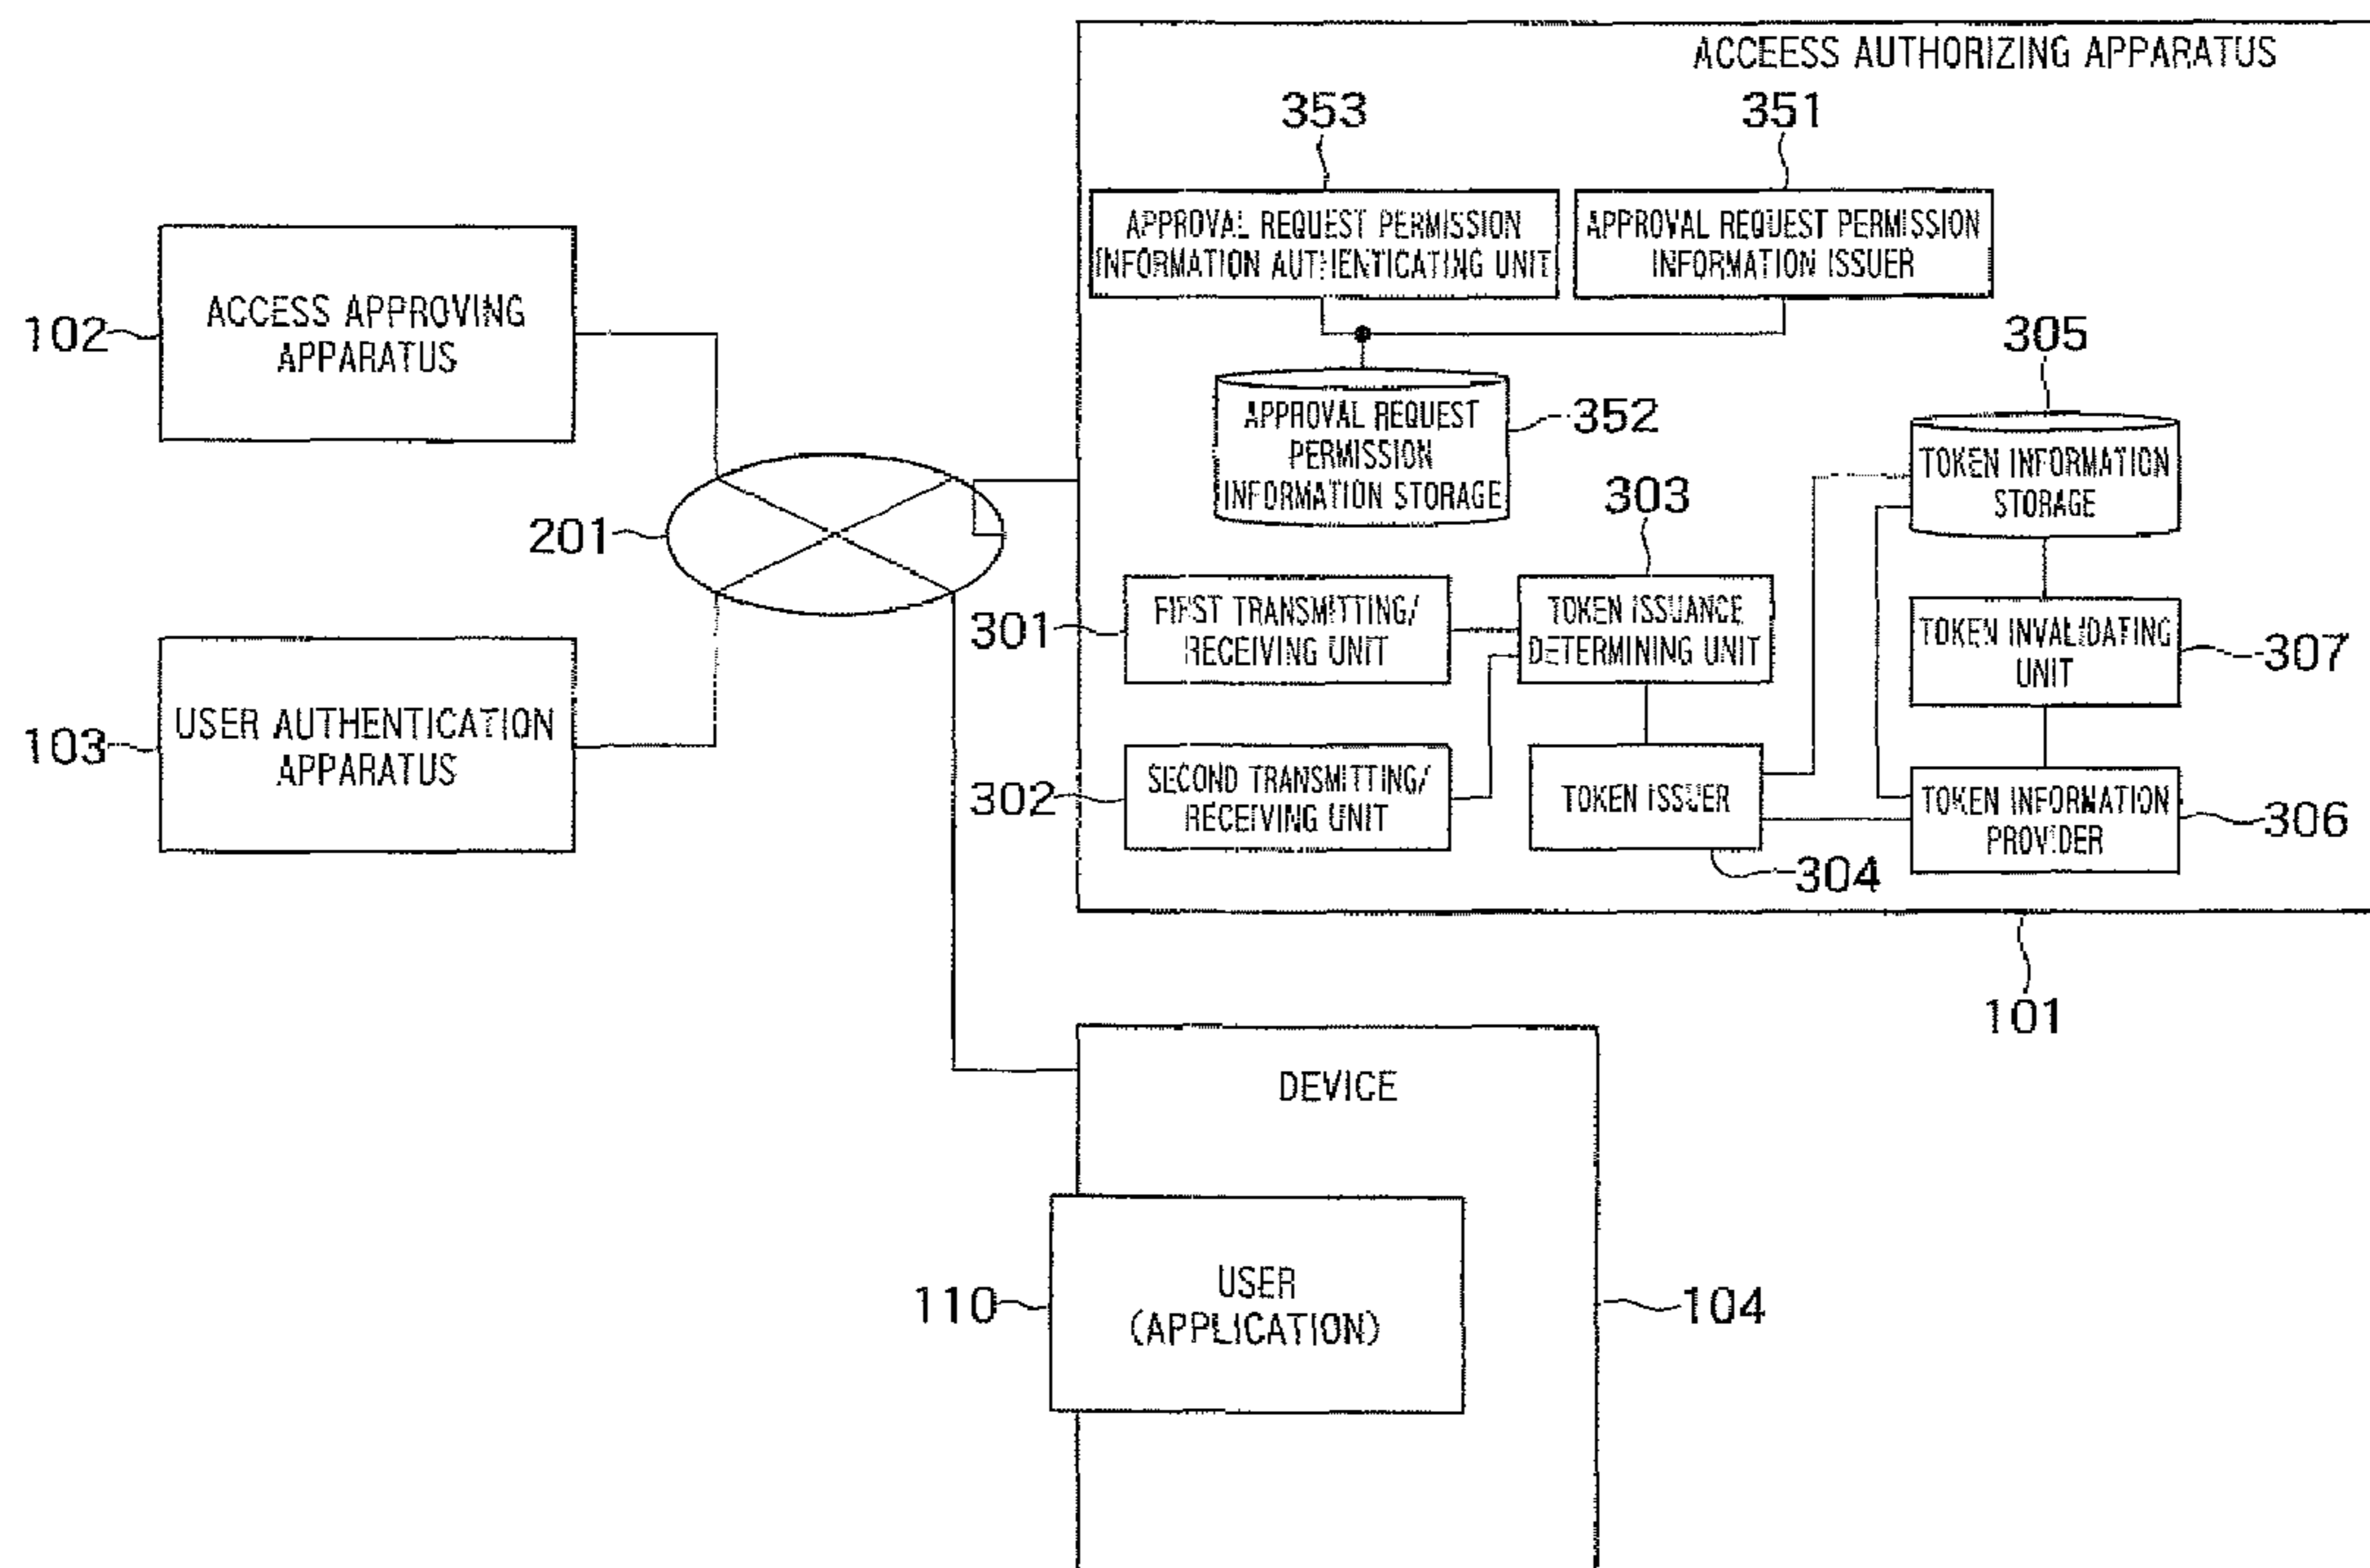 ACCEESS AUTHORIZING APPARATUS
353
351
APPROVAL REQUEST PERMISSION
INFORMATION AUTHENTICATING UNIT
APPROVAL REQUEST PERMISSION
INFORMATION ISSUER
102
ACCESS APPROVING
APPARATUS
305
APPROVAL REQUEST
PERMISSION
INFORMATION STORAGE
352
TOKEN INFORMATION
STORAGE
201
303
301
FIRST TRANSMITTING/
RECEIVING UNIT
TOKEN ISSUANCE
DETERMINING UNIT
TOKEN INVALIDATING
UNIT
307
103
USER AUTHENTICATION
APPARATUS
302
SECOND TRANSMITTING/
RECEIVING UNIT
TOKEN ISSUER
304
TOKEN INFORMATION
PROVIDER
306
101
DEVICE
110
USER
(APPLICATION)
104